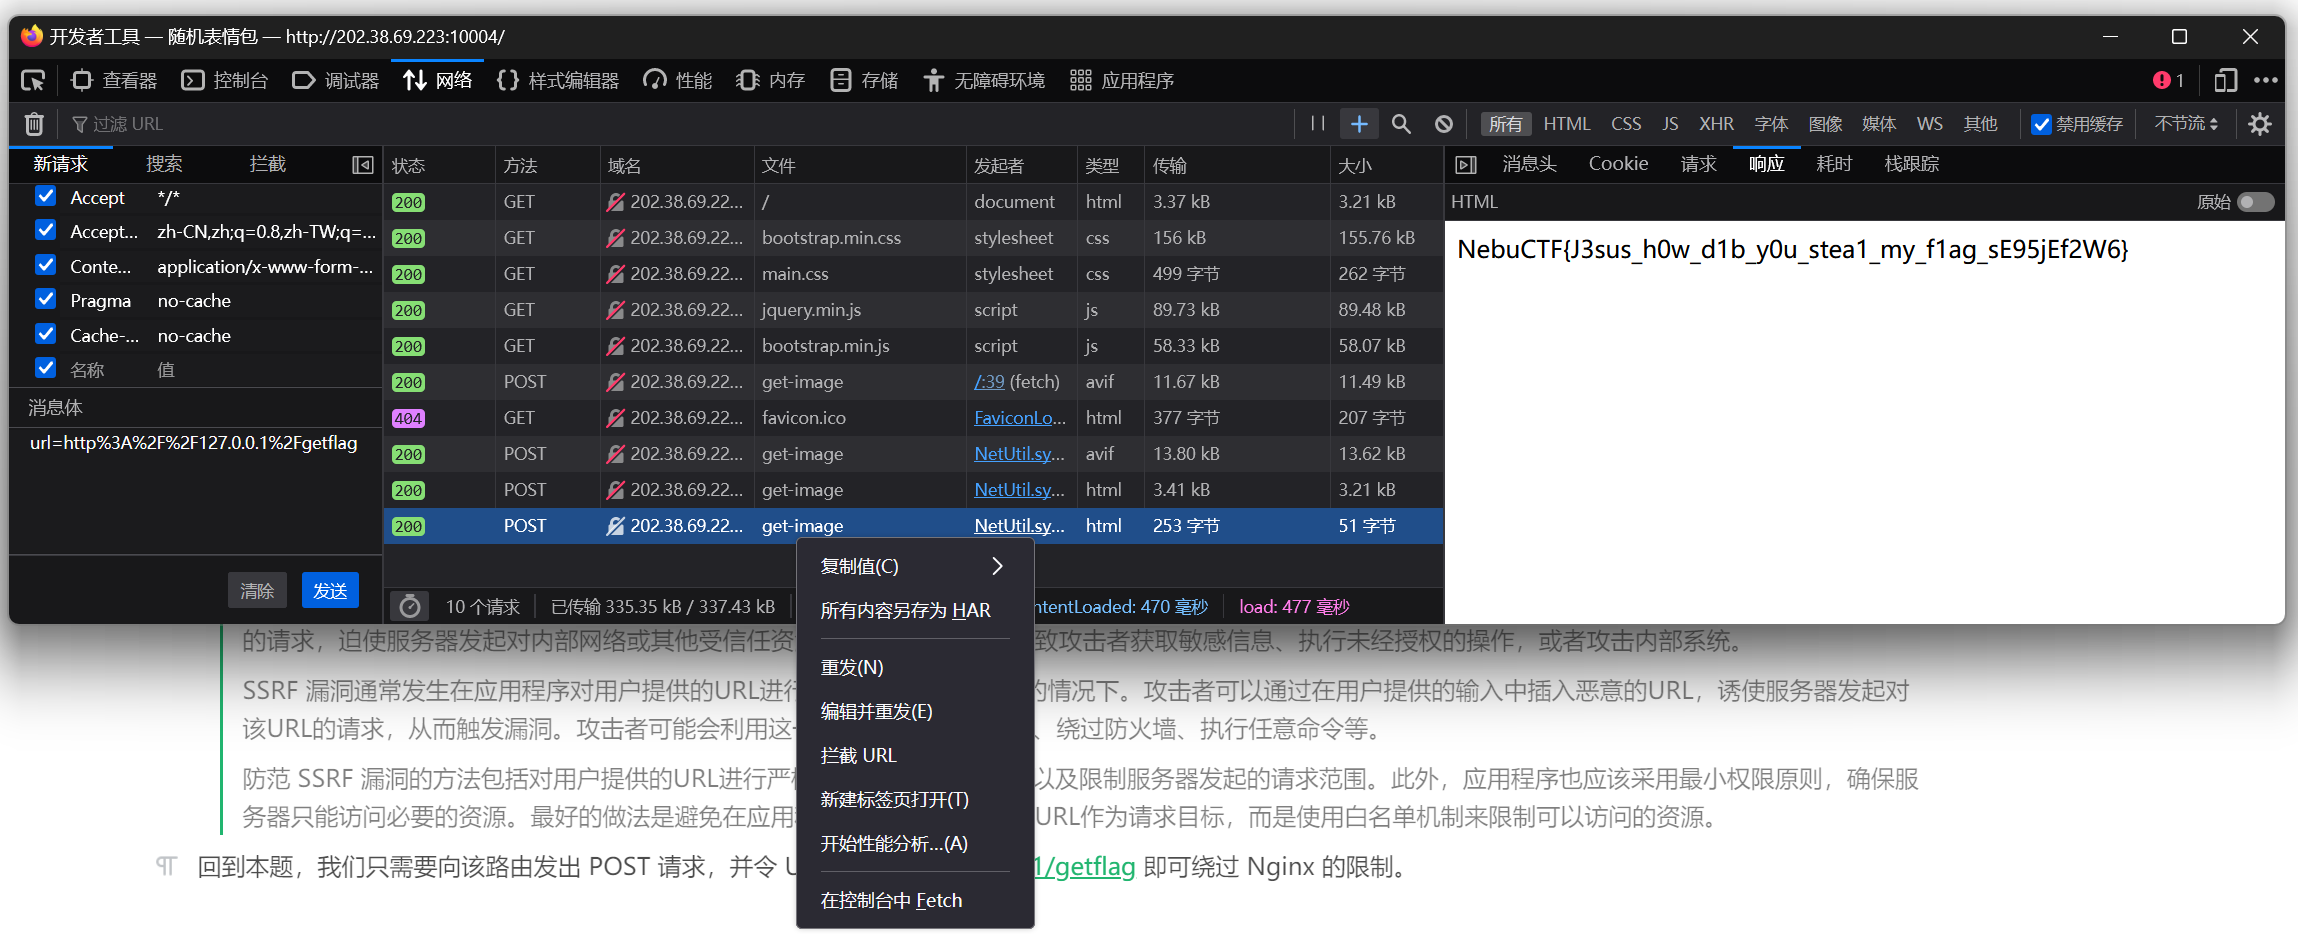 开发者工具 — 随机表情包 — http://202.38.69.223:10004/
查看器 控制台 调试器 网络 样式编辑器 性能 内存 存储 无障碍环境 应用程序 1
过滤 URL 所有 HTML CSS JS XHR 字体 图像 媒体 WS 其他 禁用缓存 不节流
新请求 搜索 拦截
Accept */*
Accept... zh-CN,zh;q=0.8,zh-TW;q=...
Conte... application/x-www-form-...
Pragma no-cache
Cache-... no-cache
名称 值
消息体
url=http%3A%2F%2F127.0.0.1%2Fgetflag
清除 发送
状态 方法 域名 文件 发起者 类型 传输 大小
200 GET 202.38.69.22... / document html 3.37 kB 3.21 kB
200 GET 202.38.69.22... bootstrap.min.css stylesheet css 156 kB 155.76 kB
200 GET 202.38.69.22... main.css stylesheet css 499 字节 262 字节
200 GET 202.38.69.22... jquery.min.js script js 89.73 kB 89.48 kB
200 GET 202.38.69.22... bootstrap.min.js script js 58.33 kB 58.07 kB
200 POST 202.38.69.22... get-image /:39 (fetch) avif 11.67 kB 11.49 kB
404 GET 202.38.69.22... favicon.ico FaviconLo... html 377 字节 207 字节
200 POST 202.38.69.22... get-image NetUtil.sy... avif 13.80 kB 13.62 kB
200 POST 202.38.69.22... get-image NetUtil.sy... html 3.41 kB 3.21 kB
200 POST 202.38.69.22... get-image NetUtil.sy... html 253 字节 51 字节
10 个请求 已传输 335.35 kB / 337.43 kB ntentLoaded: 470 毫秒 load: 477 毫秒
消息头 Cookie 请求 响应 耗时 栈跟踪
HTML 原始
NebuCTF{J3sus_h0w_d1b_y0u_stea1_my_f1ag_sE95jEf2W6}
复制值(C)
所有内容另存为 HAR
重发(N)
编辑并重发(E)
拦截 URL
新建标签页打开(T)
开始性能分析...(A)
在控制台中 Fetch
的请求，迫使服务器发起对内部网络或其他受信任资 致攻击者获取敏感信息、执行未经授权的操作，或者攻击内部系统。
SSRF 漏洞通常发生在应用程序对用户提供的URL进行 的情况下。攻击者可以通过在用户提供的输入中插入恶意的URL，诱使服务器发起对
该URL的请求，从而触发漏洞。攻击者可能会利用这 、绕过防火墙、执行任意命令等。
防范 SSRF 漏洞的方法包括对用户提供的URL进行严 以及限制服务器发起的请求范围。此外，应用程序也应该采用最小权限原则，确保服
务器只能访问必要的资源。最好的做法是避免在应用 URL作为请求目标，而是使用白名单机制来限制可以访问的资源。
¶ 回到本题，我们只需要向该路由发出 POST 请求，并令 U 1/getflag 即可绕过 Nginx 的限制。